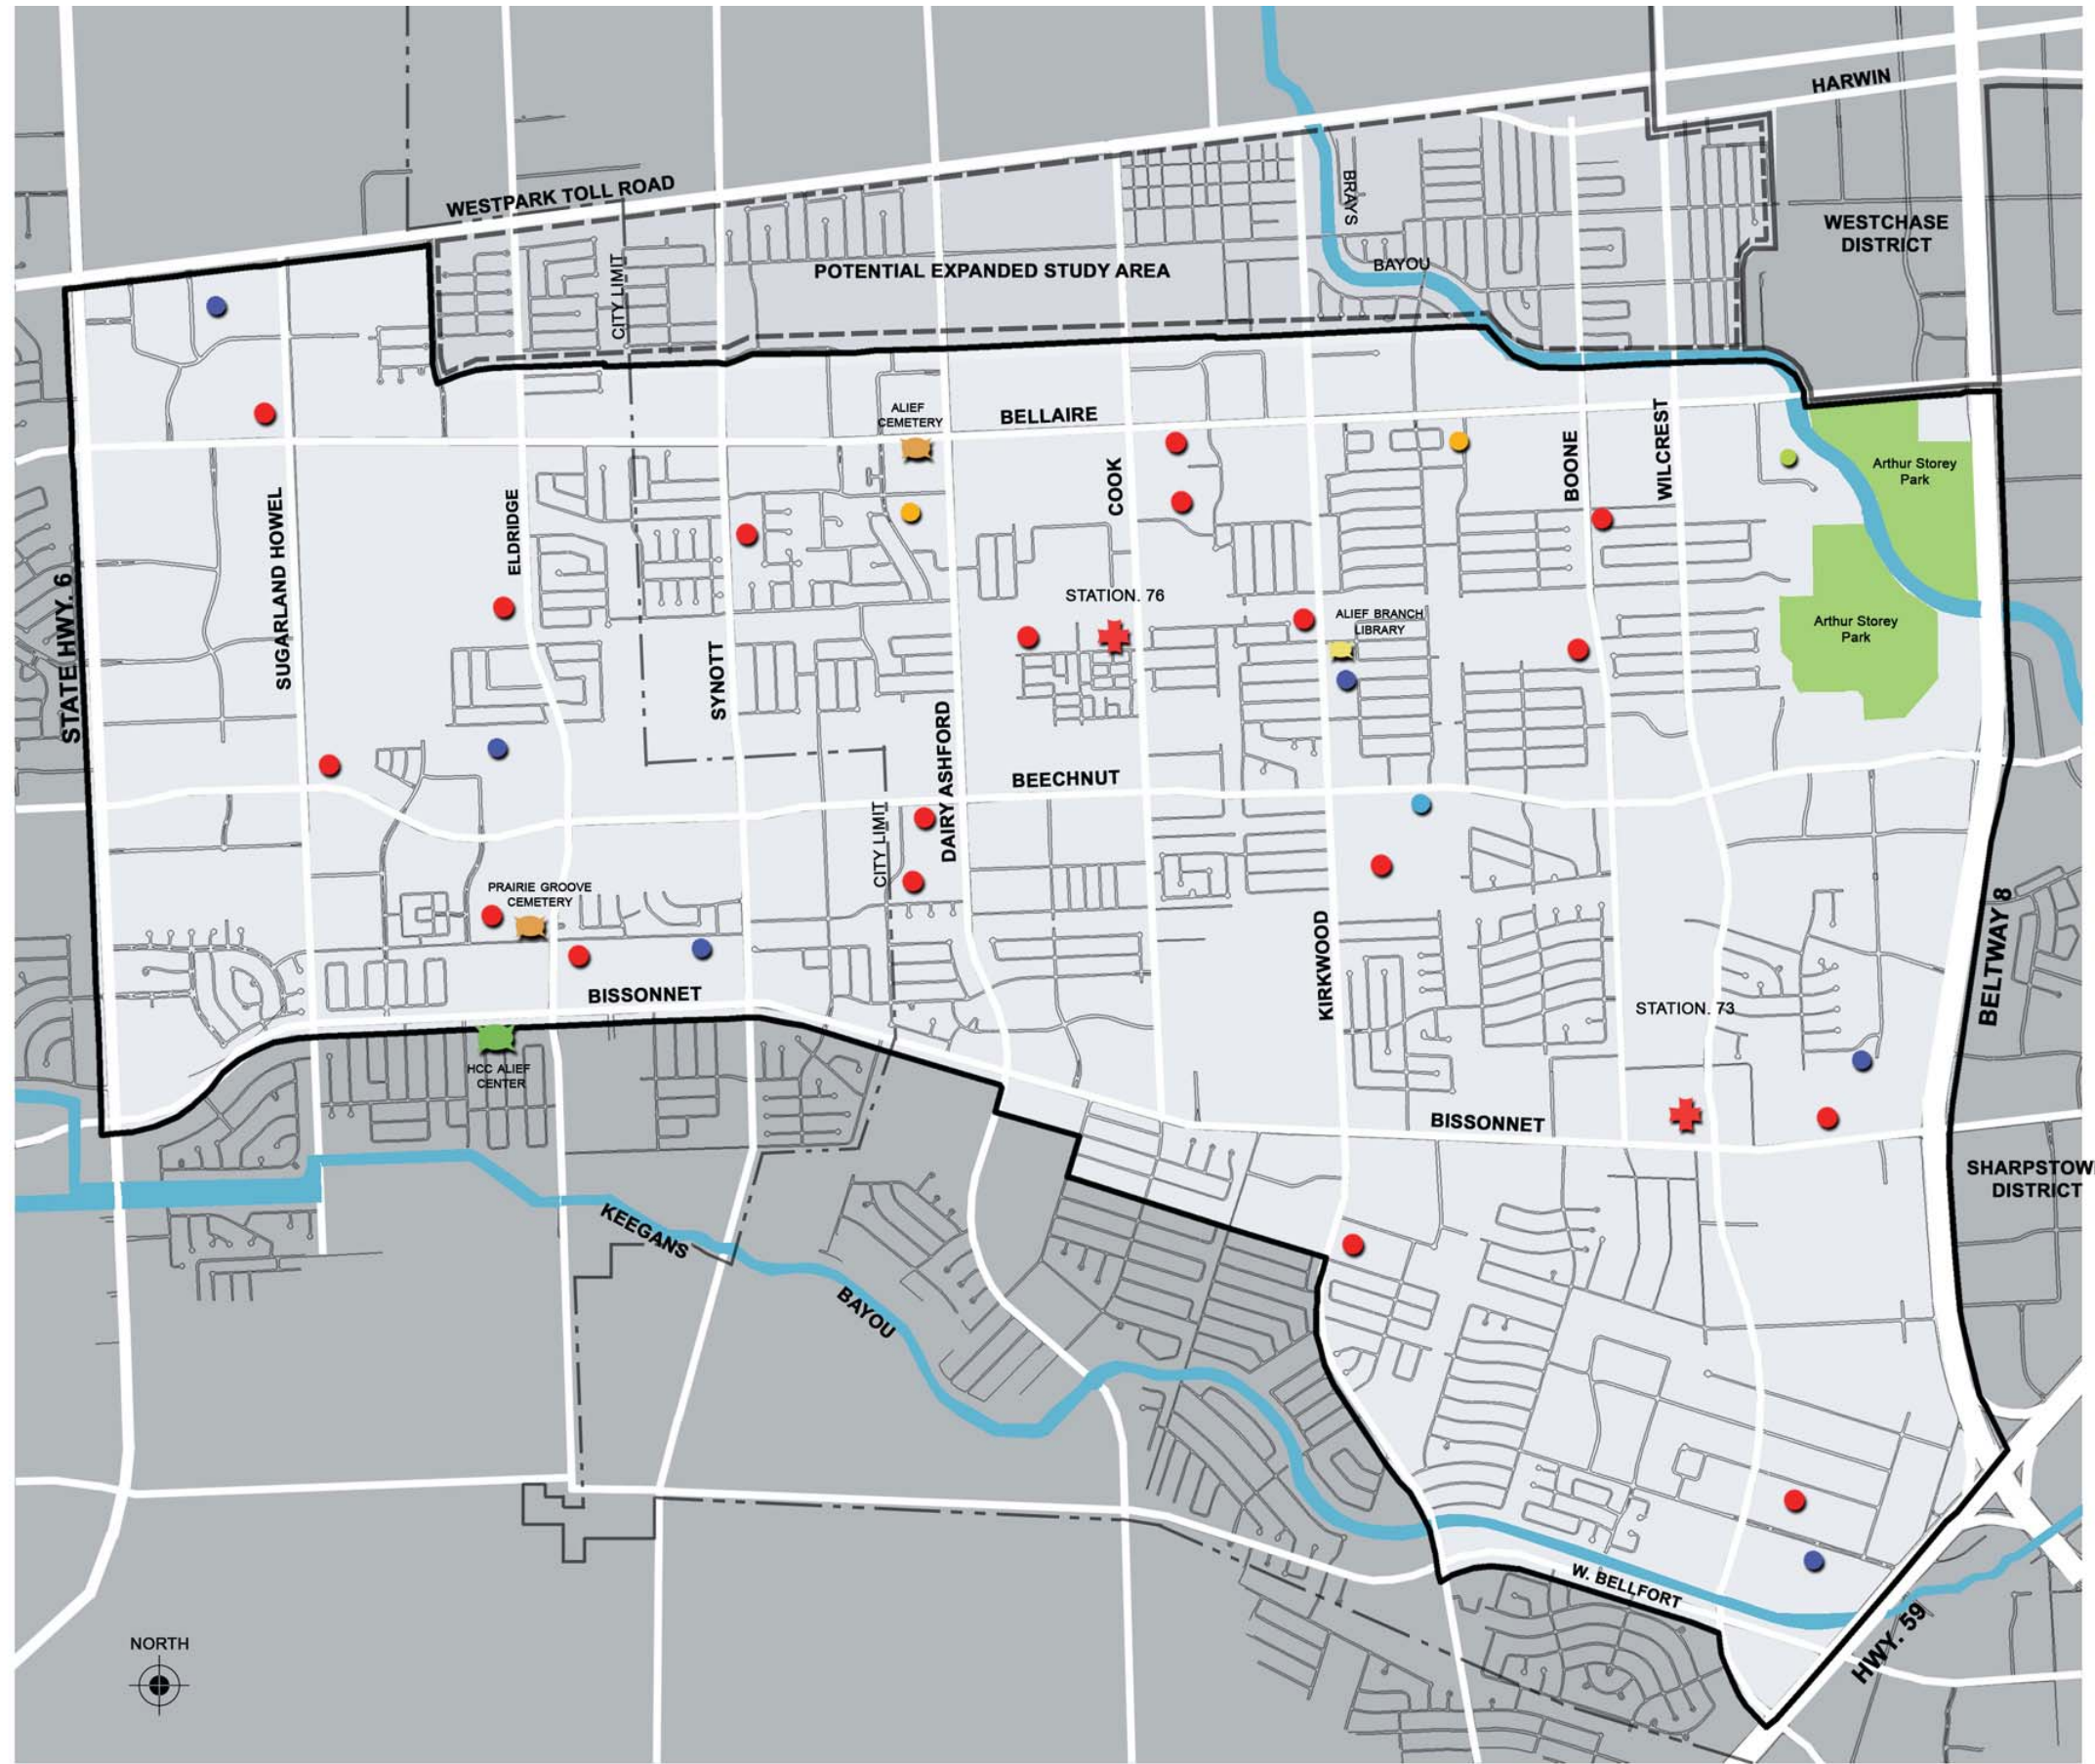 HARWIN
WESTPARK TOLL ROAD
BRAYS
WESTCHASE
DISTRICT
CITY LIMIT
POTENTIAL EXPANDED STUDY AREA
BAYOU
ALIEF
CEMETERY
BELLAIRE
WILCREST
BOONE
COOK
Arthur Storey
Park
SUGARLAND HOWEL
ELDRIDGE
STATE HWY. 6
STATION. 76
ALIEF BRANCH
LIBRARY
Arthur Storey
Park
SYNOTT
DAIRY ASHFORD
BEECHNUT
CITY LIMIT
PRAIRIE GROOVE
CEMETERY
KIRKWOOD
BELTWAY 8
BISSONNET
STATION. 73
HCC ALIEF
CENTER
BISSONNET
SHARPSTOW
DISTRICT
KEEGANS
BAYOU
W. BELLFORT
HWY. 59
NORTH